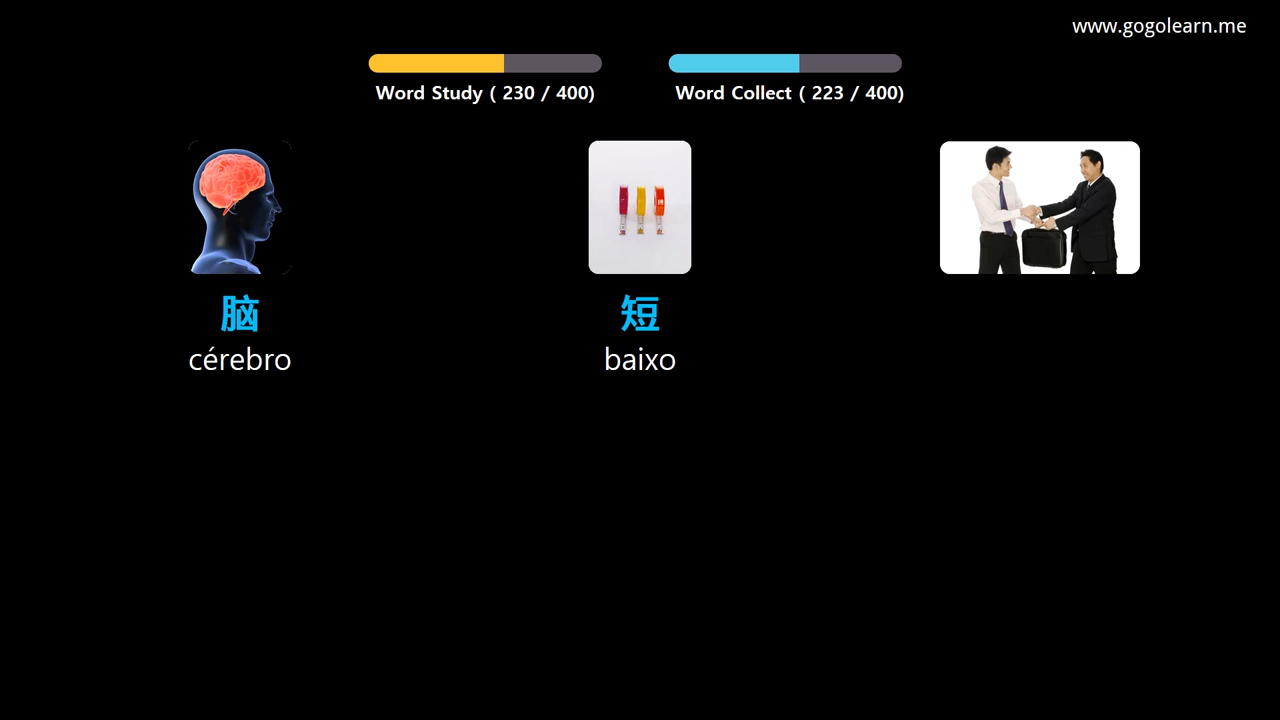 www.gogolearn.me
Word Study ( 230 / 400)
Word Collect ( 223 / 400)
脑
cérebro
短
baixo